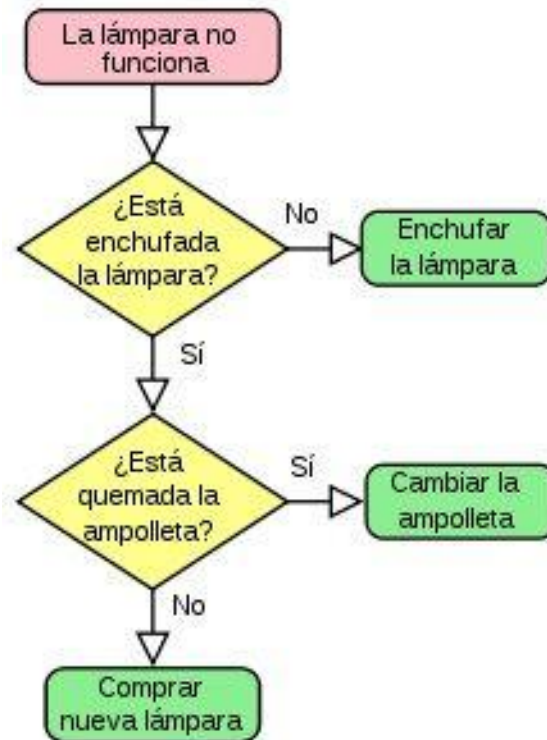 La lámpara no
funciona
¿Está
enchufada
la lámpara?
No
Enchufar
la lámpara
Sí
¿Está
quemada la
ampolleta?
Sí
Cambiar la
ampolleta
No
Comprar
nueva lámpara